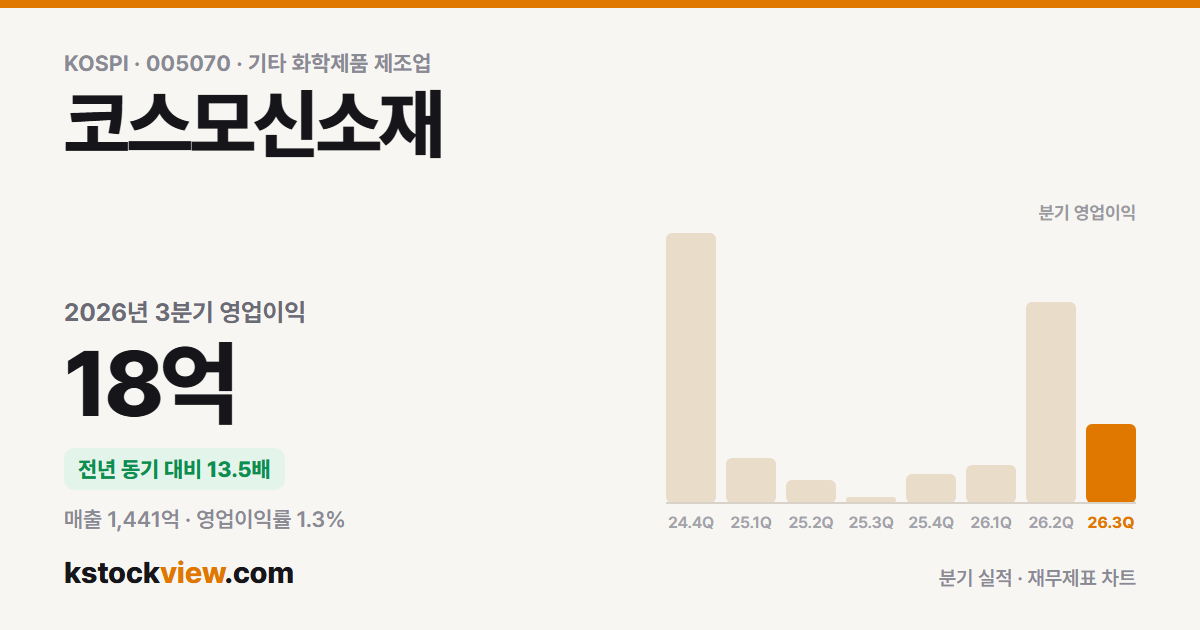 KOSPI · 005070 · 기타 화학제품 제조업
코스모신소재
분기 영업이익
2026년 3분기 영업이익
18억
전년 동기 대비 13.5배
매출 1,441억 · 영업이익률 1.3%
24.4Q 25.1Q 25.2Q 25.3Q 25.4Q 26.1Q 26.2Q 26.3Q
kstockview.com
분기 실적 · 재무제표 차트